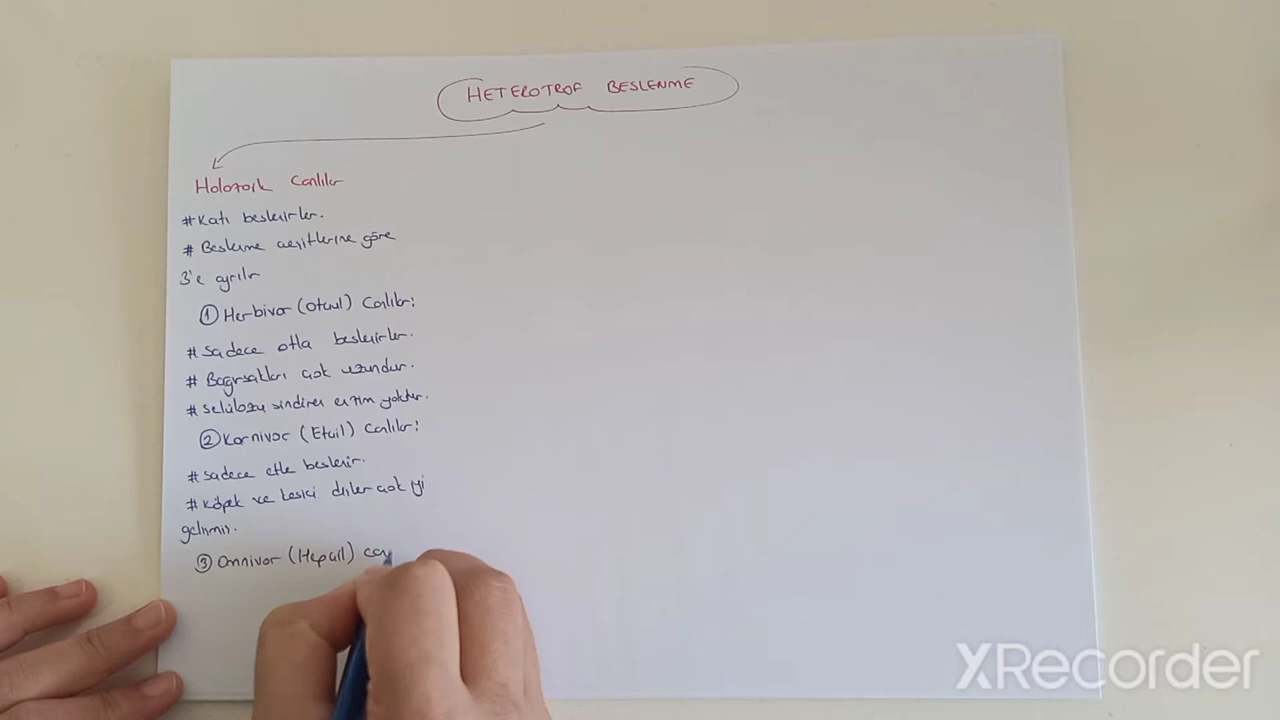 HETEROTROF BESLENME
Holozoik Canlılar
# Katı beslenirler.
# Beslenme çeşitlerine göre
3'e ayrılır
① Herbivor (Otçul) Canlılar:
# Sadece otla beslenirler.
# Bağırsakları çok uzundur.
# Selülozu sindiren enzim yoktur.
② Karnivor (Etçil) Canlılar:
# Sadece etle beslenir.
# Köpek ve kesici dişler çok iyi
gelişmiş.
③ Omnivor (Hepçil) can
XRecorder